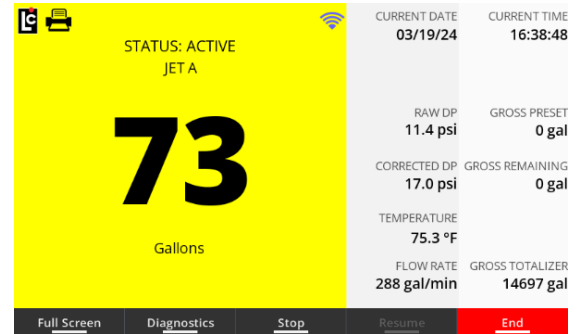 LC
STATUS: ACTIVE
JET A
73
Gallons
CURRENT DATE
03/19/24
CURRENT TIME
16:38:48
RAW DP
11.4 psi
GROSS PRESET
0 gal
CORRECTED DP
17.0 psi
GROSS REMAINING
0 gal
TEMPERATURE
75.3 °F
FLOW RATE
288 gal/min
GROSS TOTALIZER
14697 gal
Full Screen
Diagnostics
Stop
Resume
End